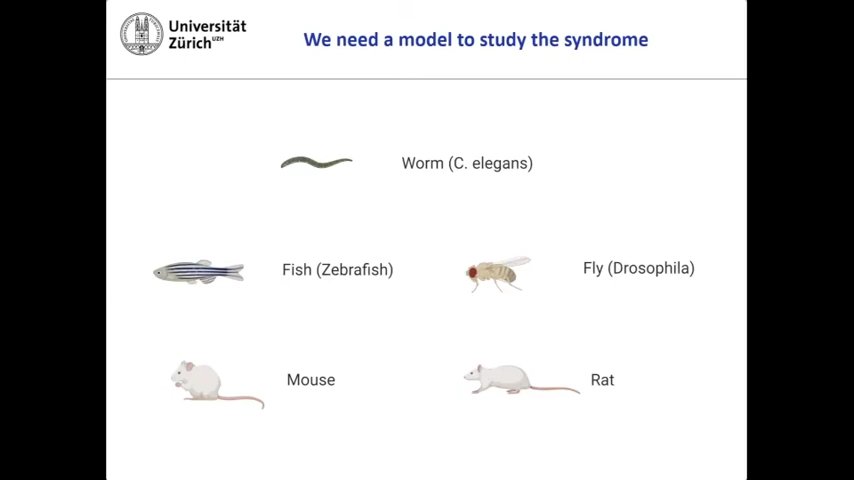 Universität
Zürich UZH
We need a model to study the syndrome
Worm (C. elegans)
Fish (Zebrafish)
Fly (Drosophila)
Mouse
Rat